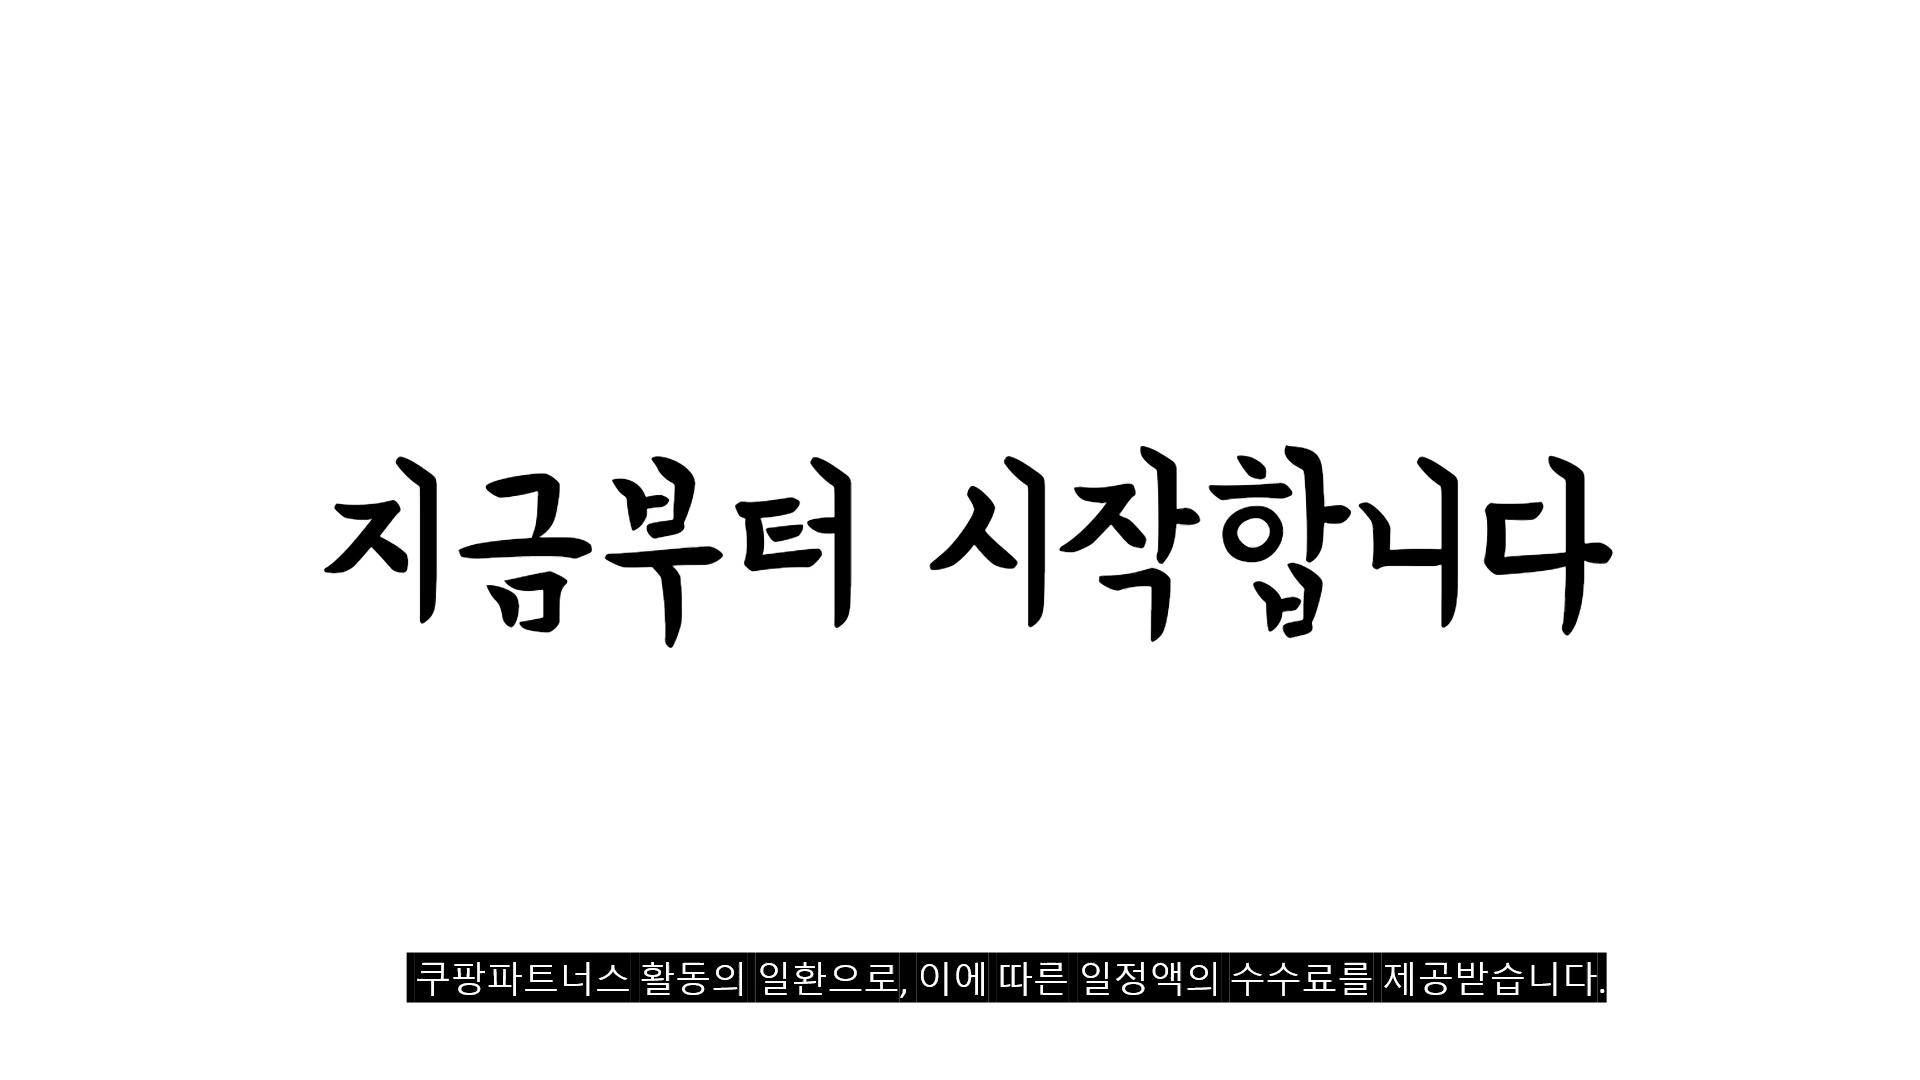 지금부터 시작합니다
쿠팡파트너스 활동의 일환으로, 이에 따른 일정액의 수수료를 제공받습니다.